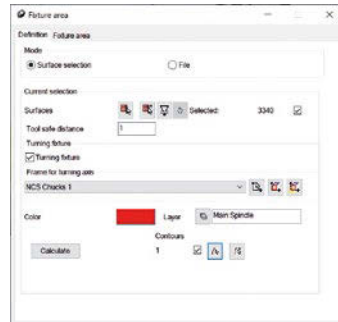 Fixture area
Definition Fixture area
Mode
Surface selection File
Current selection
Surfaces Selected: 3340
Tool safe distance 1
Turning fixture
Turning fixture
Frame for turning axis
NCS Chucks 1
Color Layer Main Spindle
Contours
Calculate 1